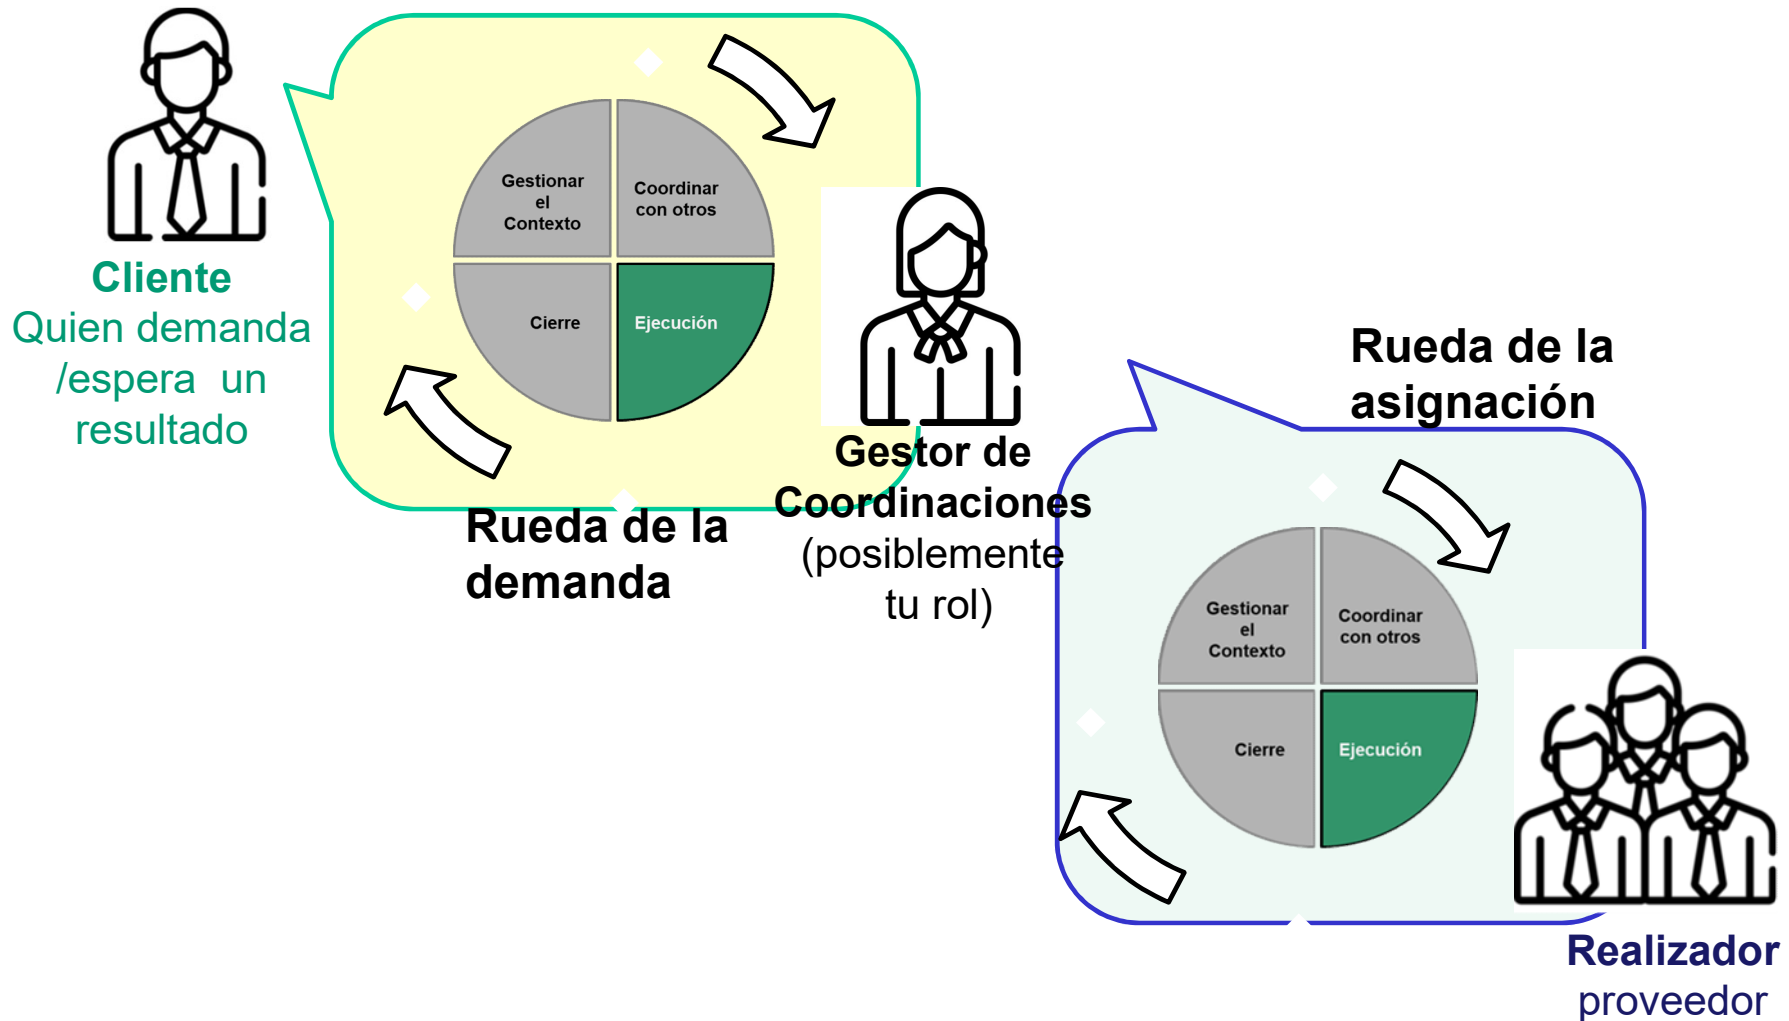 Cliente
Quien demanda
/espera un
resultado
Gestionar
el
Contexto
Coordinar
con otros
Cierre
Ejecución
Rueda de la
demanda
Gestor de
Coordinaciones
(posiblemente
tu rol)
Rueda de la
asignación
Gestionar
el
Contexto
Coordinar
con otros
Cierre
Ejecución
Realizador
proveedor